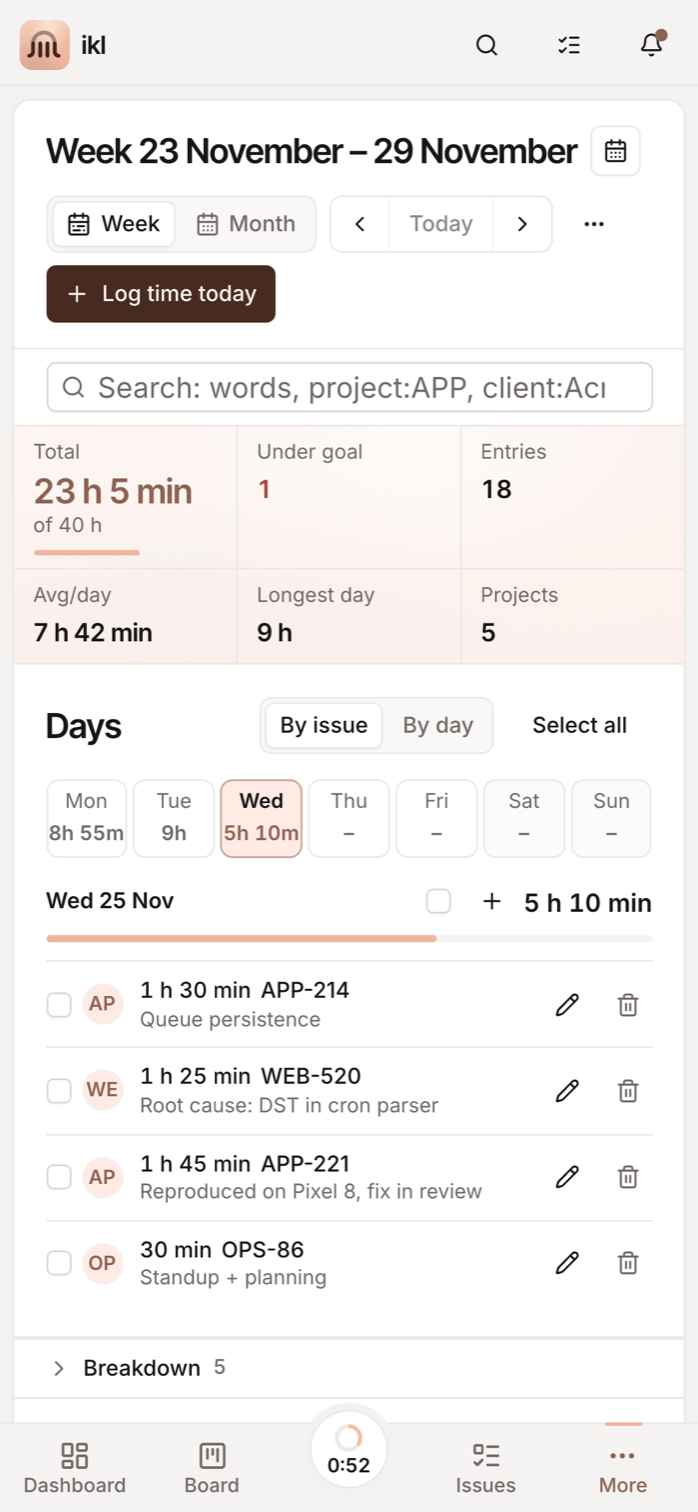 ikl
Week 23 November – 29 November
Week Month Today ...
+ Log time today
Search: words, project:APP, client:
Total Under goal Entries
23 h 5 min 1 18
of 40 h
Avg/day Longest day Projects
7 h 42 min 9 h 5
Days By issue By day Select all
Mon Tue Wed Thu Fri Sat Sun
8h 55m 9h 5h 10m – – – –
Wed 25 Nov + 5 h 10 min
AP 1 h 30 min APP-214
Queue persistence
WE 1 h 25 min WEB-520
Root cause: DST in cron parser
AP 1 h 45 min APP-221
Reproduced on Pixel 8, fix in review
OP 30 min OPS-86
Standup + planning
Breakdown 5
0:52
Dashboard Board Issues More